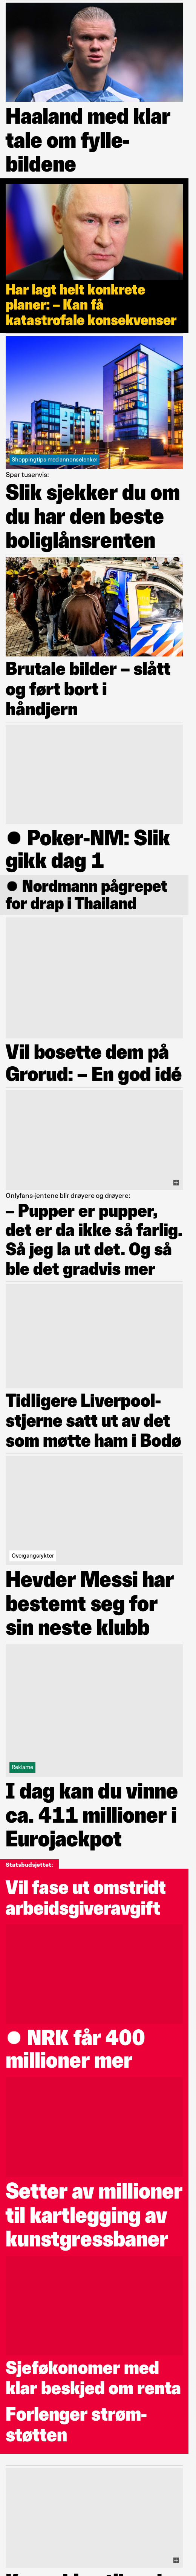 Haaland med klar
tale om fylle-
bildene
Har lagt helt konkrete
planer: – Kan få
katastrofale konsekvenser
Shoppingtips med annonselenker
Spar tusenvis:
Slik sjekker du om
du har den beste
boliglånsrenten
Brutale bilder – slått
og ført bort i
håndjern
● Poker-NM: Slik
gikk dag 1
● Nordmann pågrepet
for drap i Thailand
Vil bosette dem på
Grorud: – En god idé
Onlyfans-jentene blir drøyere og drøyere:
– Pupper er pupper,
det er da ikke så farlig.
Så jeg la ut det. Og så
ble det gradvis mer
Tidligere Liverpool-
stjerne satt ut av det
som møtte ham i Bodø
Overgangsrykter
Hevder Messi har
bestemt seg for
sin neste klubb
Reklame
I dag kan du vinne
ca. 411 millioner i
Eurojackpot
Statsbudsjettet:
Vil fase ut omstridt
arbeidsgiveravgift
● NRK får 400
millioner mer
Setter av millioner
til kartlegging av
kunstgressbaner
Sjeføkonomer med
klar beskjed om renta
Forlenger strøm-
støtten